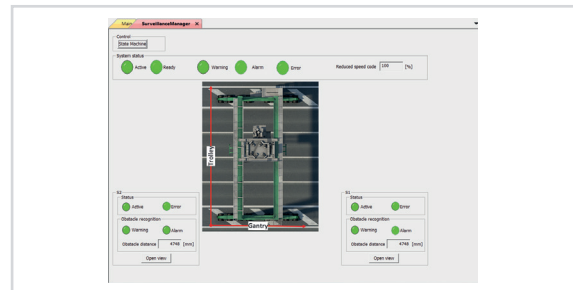 Main SurveillanceManager X
Control
State Machine
System status
Active Ready Warning Alarm Error Reduced speed code 100 [%]
Trolley
Gantry
S2
Status
Active Error
Obstacle recognition
Warning Alarm
Obstacle distance 4748 [mm]
Open view
S1
Status
Active Error
Obstacle recognition
Warning Alarm
Obstacle distance 4748 [mm]
Open view